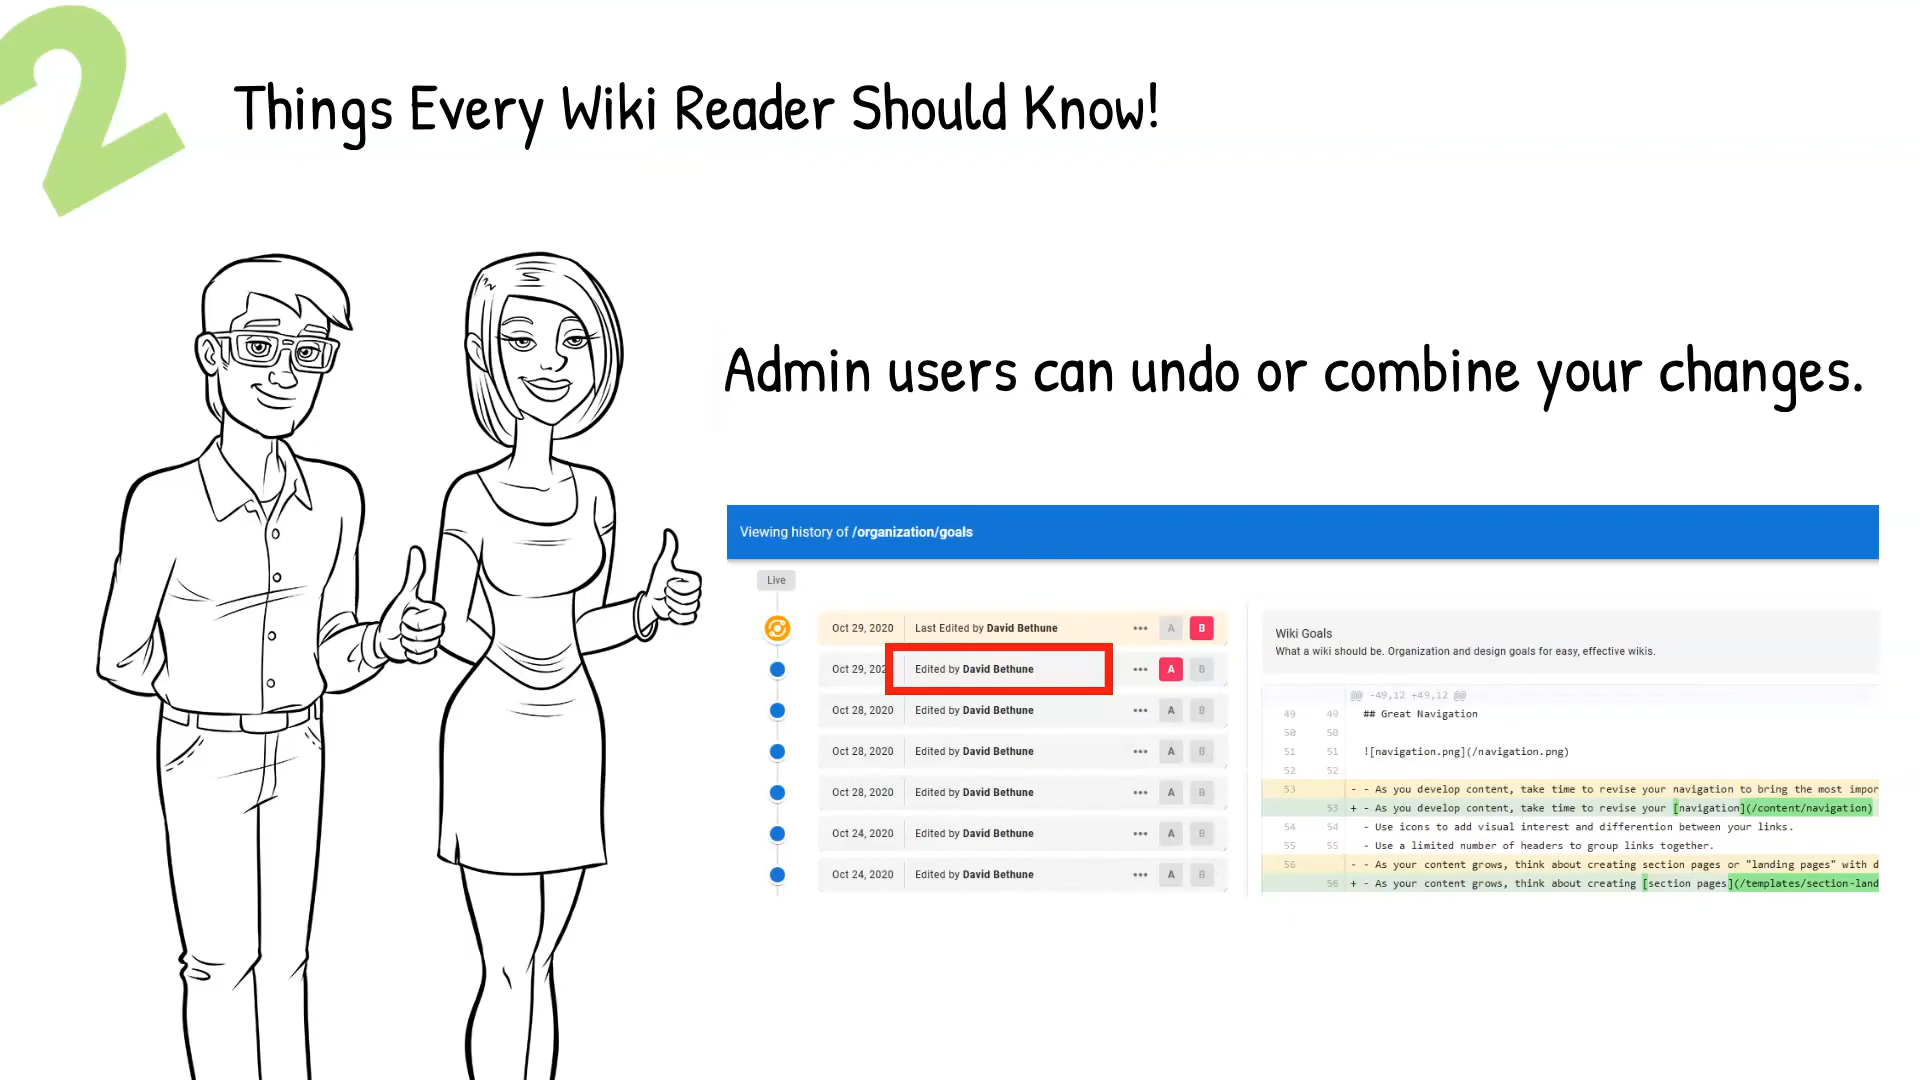 2
Things Every Wiki Reader Should Know!
Admin users can undo or combine your changes.
Viewing history of /organization/goals
Live
Oct 29, 2020 Last Edited by David Bethune ••• A B
Oct 29, Edited by David Bethune ••• A B
Oct 28, 2020 Edited by David Bethune ••• A B
Oct 28, 2020 Edited by David Bethune ••• A B
Oct 28, 2020 Edited by David Bethune ••• A B
Oct 24, 2020 Edited by David Bethune ••• A B
Oct 24, 2020 Edited by David Bethune ••• A B
Wiki Goals
What a wiki should be. Organization and design goals for easy, effective wikis.
@@ -49,12 +49,12 @@
49 49 ## Great Navigation
50 50
51 51 ![navigation.png](/navigation.png)
52 52
53 - - As you develop content, take time to revise your navigation to bring the most impor
53 + - As you develop content, take time to revise your [navigation](/content/navigation)
54 54 - Use icons to add visual interest and differention between your links.
55 55 - Use a limited number of headers to group links together.
56 - - As your content grows, think about creating section pages or "landing pages" with d
56 + - As your content grows, think about creating [section pages](/templates/section-land